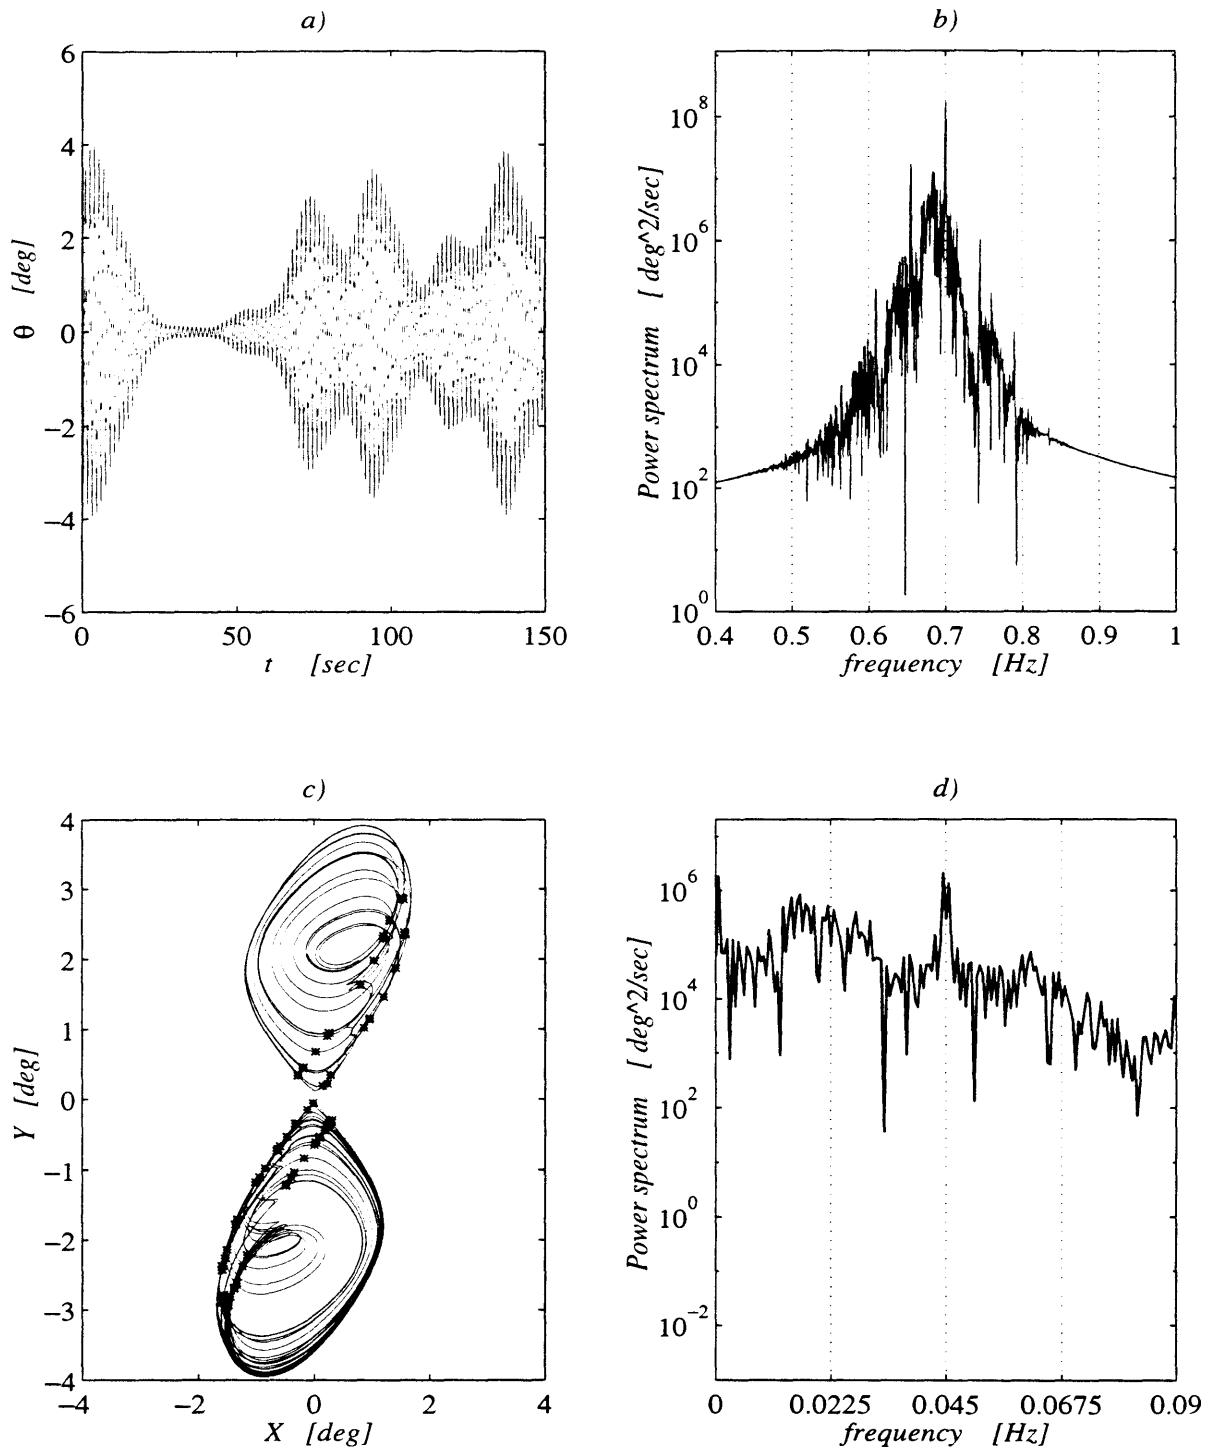 a)
6
4
2
0
−2
−4
−6
θ [deg]
0 50 100 150
t [sec]
b)
10^8
10^6
10^4
10^2
10^0
Power spectrum [ deg^2/sec]
0.4 0.5 0.6 0.7 0.8 0.9 1
frequency [Hz]
c)
4
3
2
1
0
−1
−2
−3
−4
Y [deg]
−4 −2 0 2 4
X [deg]
d)
10^6
10^4
10^2
10^0
10^−2
Power spectrum [ deg^2/sec]
0 0.0225 0.045 0.0675 0.09
frequency [Hz]